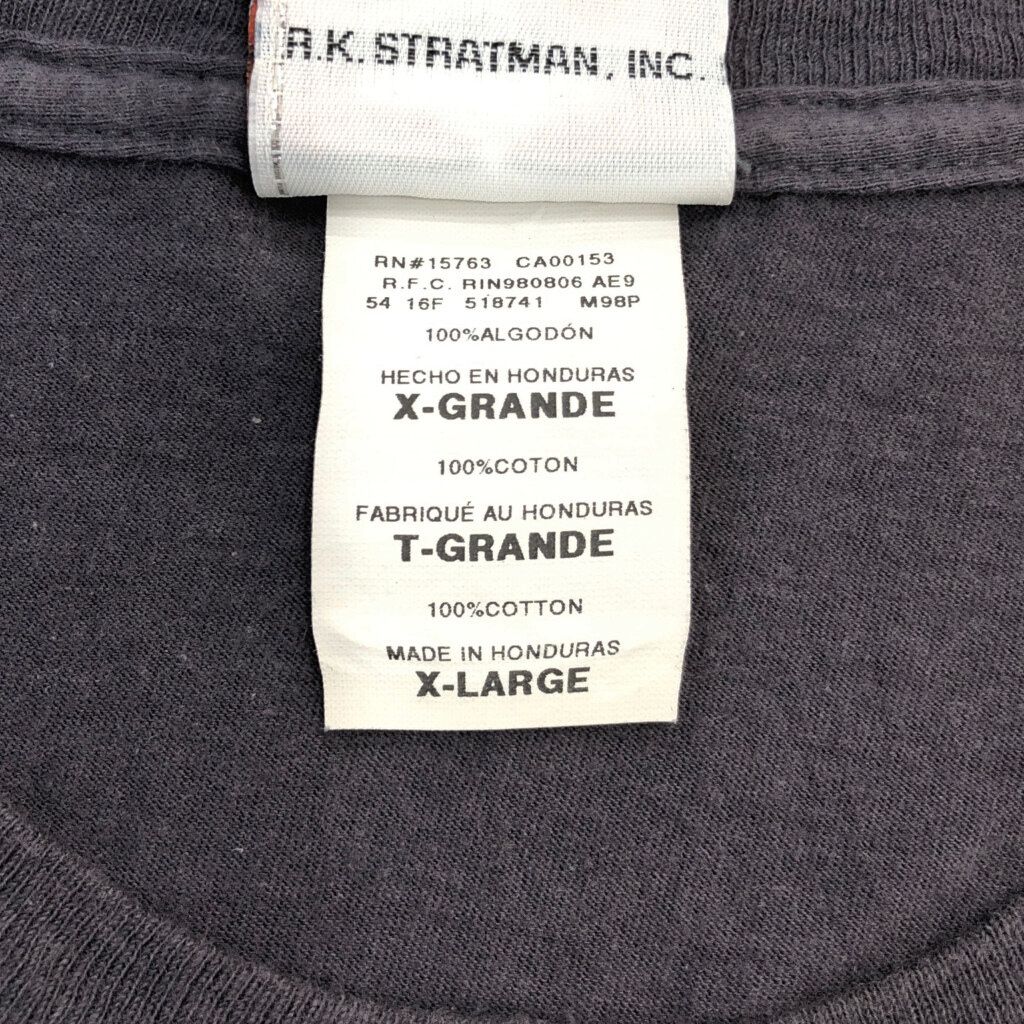 R.K. STRATMAN, INC.
RN#15763 CA00153
R.F.C. RIN980806 AE9
54 16F 518741 M98P
100%ALGODÓN
HECHO EN HONDURAS
X-GRANDE
100%COTON
FABRIQUÉ AU HONDURAS
T-GRANDE
100%COTTON
MADE IN HONDURAS
X-LARGE